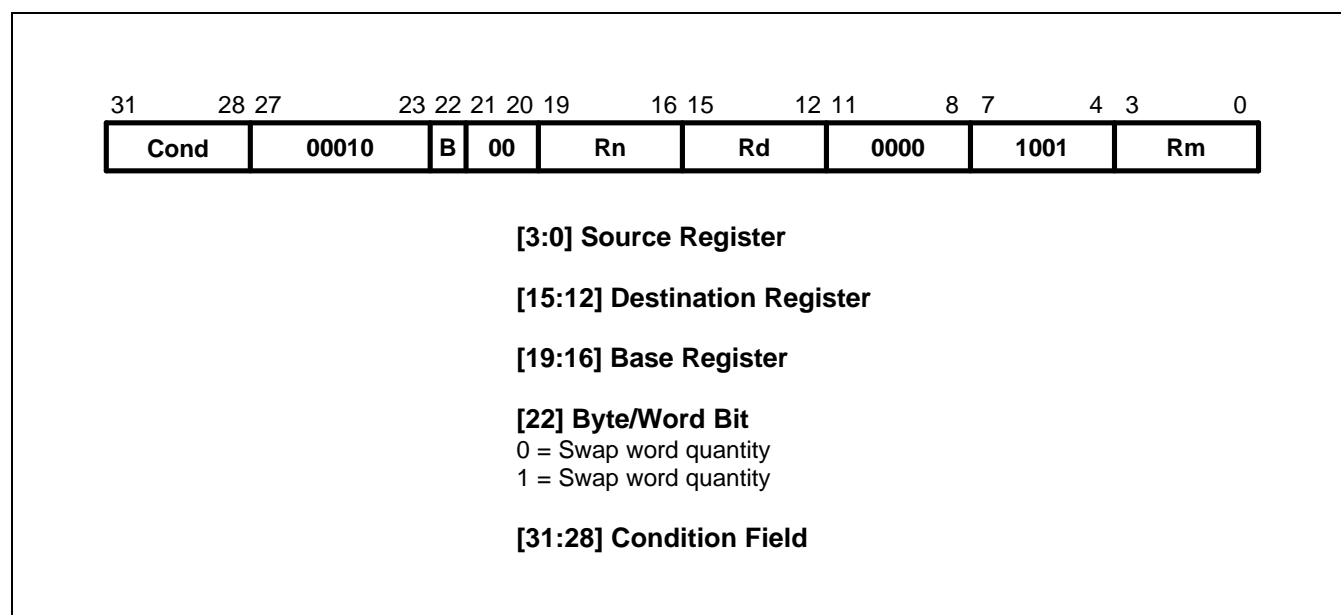 31 28 27 23 22 21 20 19 16 15 12 11 8 7 4 3 0
Cond 00010 B 00 Rn Rd 0000 1001 Rm
[3:0] Source Register
[15:12] Destination Register
[19:16] Base Register
[22] Byte/Word Bit
0 = Swap word quantity
1 = Swap word quantity
[31:28] Condition Field